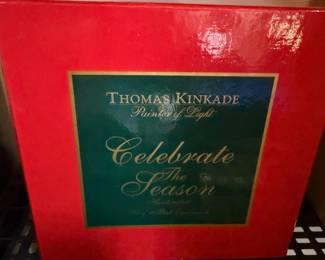 THOMAS KINKADE
Painter of Light
Celebrate
The
Season